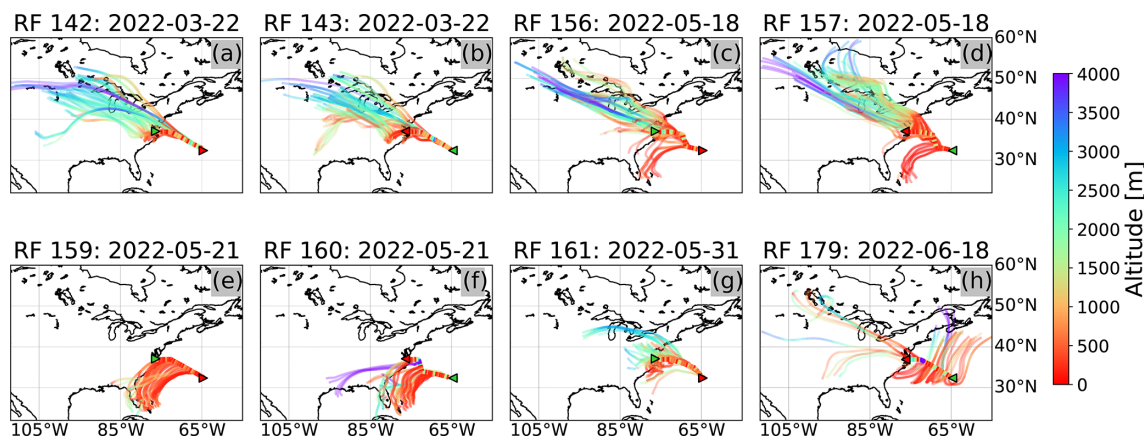 RF 142: 2022-03-22 RF 143: 2022-03-22 RF 156: 2022-05-18 RF 157: 2022-05-18
(a) (b) (c) (d)
60°N
50°N
40°N
30°N
RF 159: 2022-05-21 RF 160: 2022-05-21 RF 161: 2022-05-31 RF 179: 2022-06-18
(e) (f) (g) (h)
60°N
50°N
40°N
30°N
105°W 85°W 65°W 105°W 85°W 65°W 105°W 85°W 65°W 105°W 85°W 65°W
4000
3500
3000
2500
2000
1500
1000
500
0
Altitude [m]